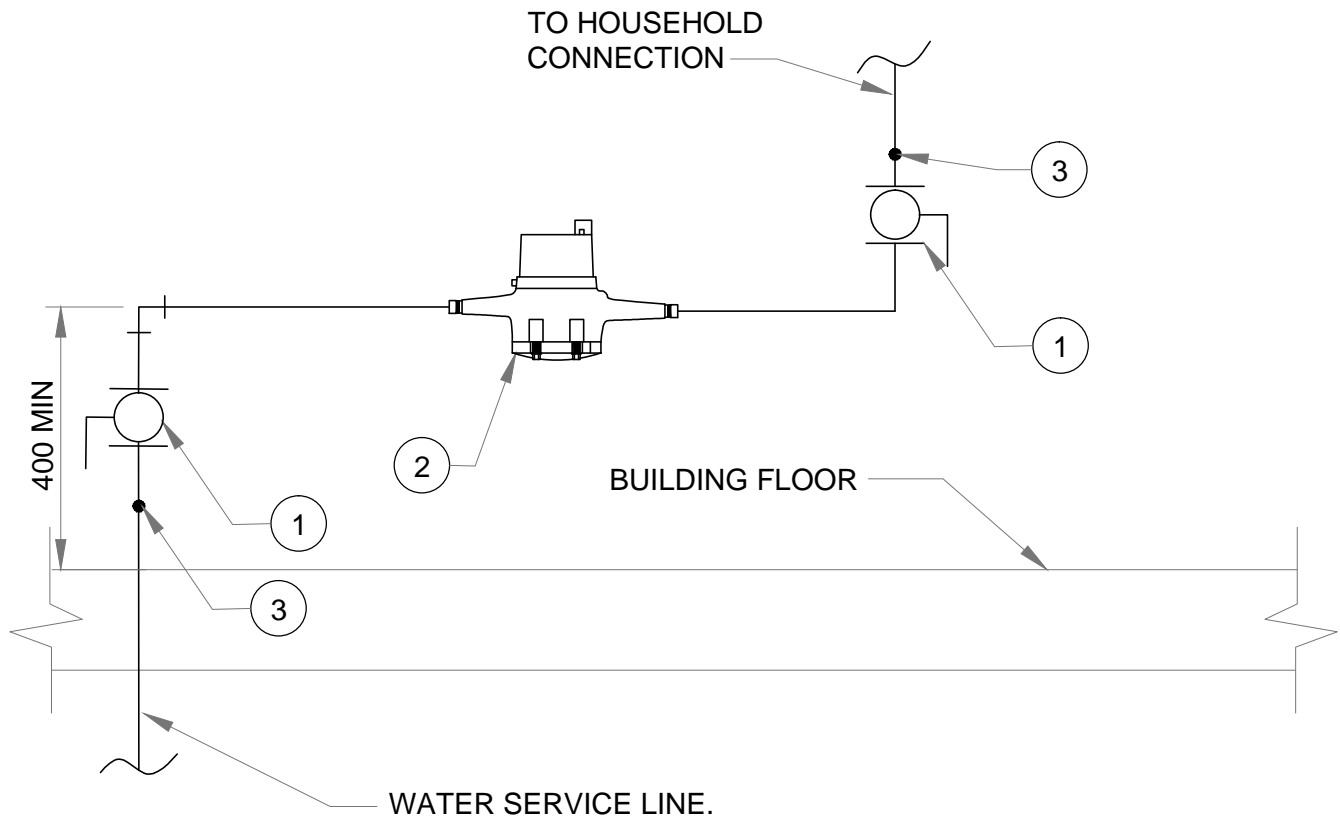 TO HOUSEHOLD
CONNECTION
3
1
400 MIN
2
BUILDING FLOOR
1
3
WATER SERVICE LINE.